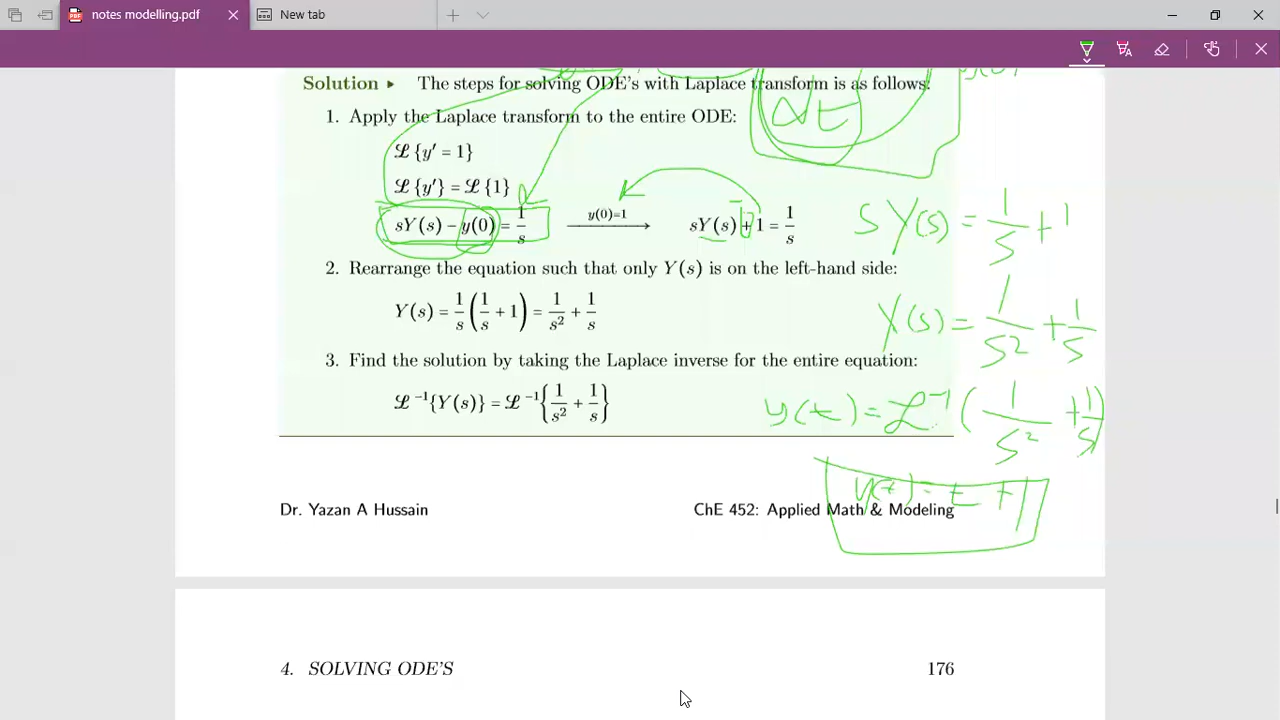 notes modelling.pdf
New tab
Solution ▸ The steps for solving ODE's with Laplace transform is as follows:
dt
1. Apply the Laplace transform to the entire ODE:
ℒ {y′ = 1}
ℒ {y′} = ℒ {1}
sY(s) − y(0) = 1/s
y(0)=1
sY(s) + 1 = 1/s
sY(s) = 1/s + 1
2. Rearrange the equation such that only Y(s) is on the left-hand side:
Y(s) = 1/s (1/s + 1) = 1/s² + 1/s
Y(s) = 1/s² + 1/s
3. Find the solution by taking the Laplace inverse for the entire equation:
ℒ⁻¹{Y(s)} = ℒ⁻¹{1/s² + 1/s}
y(t) = ℒ⁻¹(1/s² + 1/s)
y(t) = t + 1
Dr. Yazan A Hussain
ChE 452: Applied Math & Modeling
4. SOLVING ODE'S
176